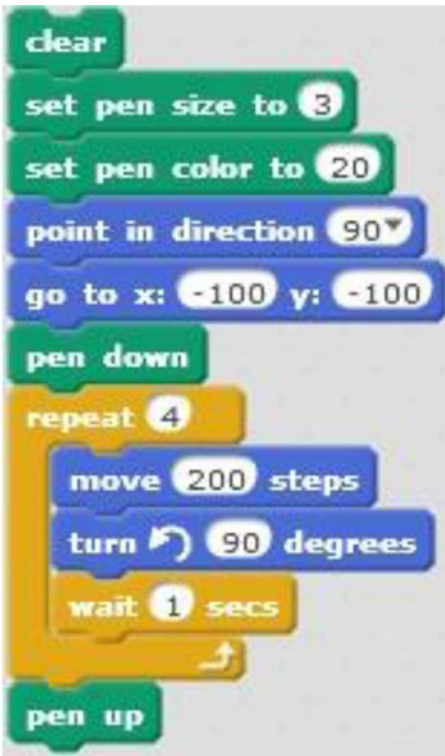 clear
set pen size to 3
set pen color to 20
point in direction 90
go to x: -100 y: -100
pen down
repeat 4
move 200 steps
turn 90 degrees
wait 1 secs
pen up